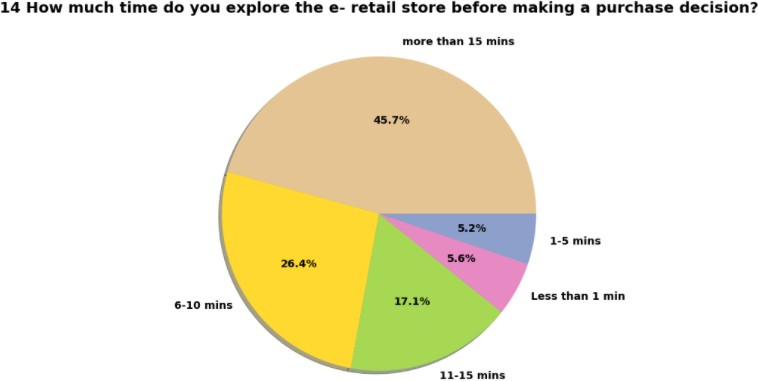 14 How much time do you explore the e- retail store before making a purchase decision?
more than 15 mins
45.7%
5.2%
1-5 mins
5.6%
26.4%
Less than 1 min
17.1%
6-10 mins
11-15 mins